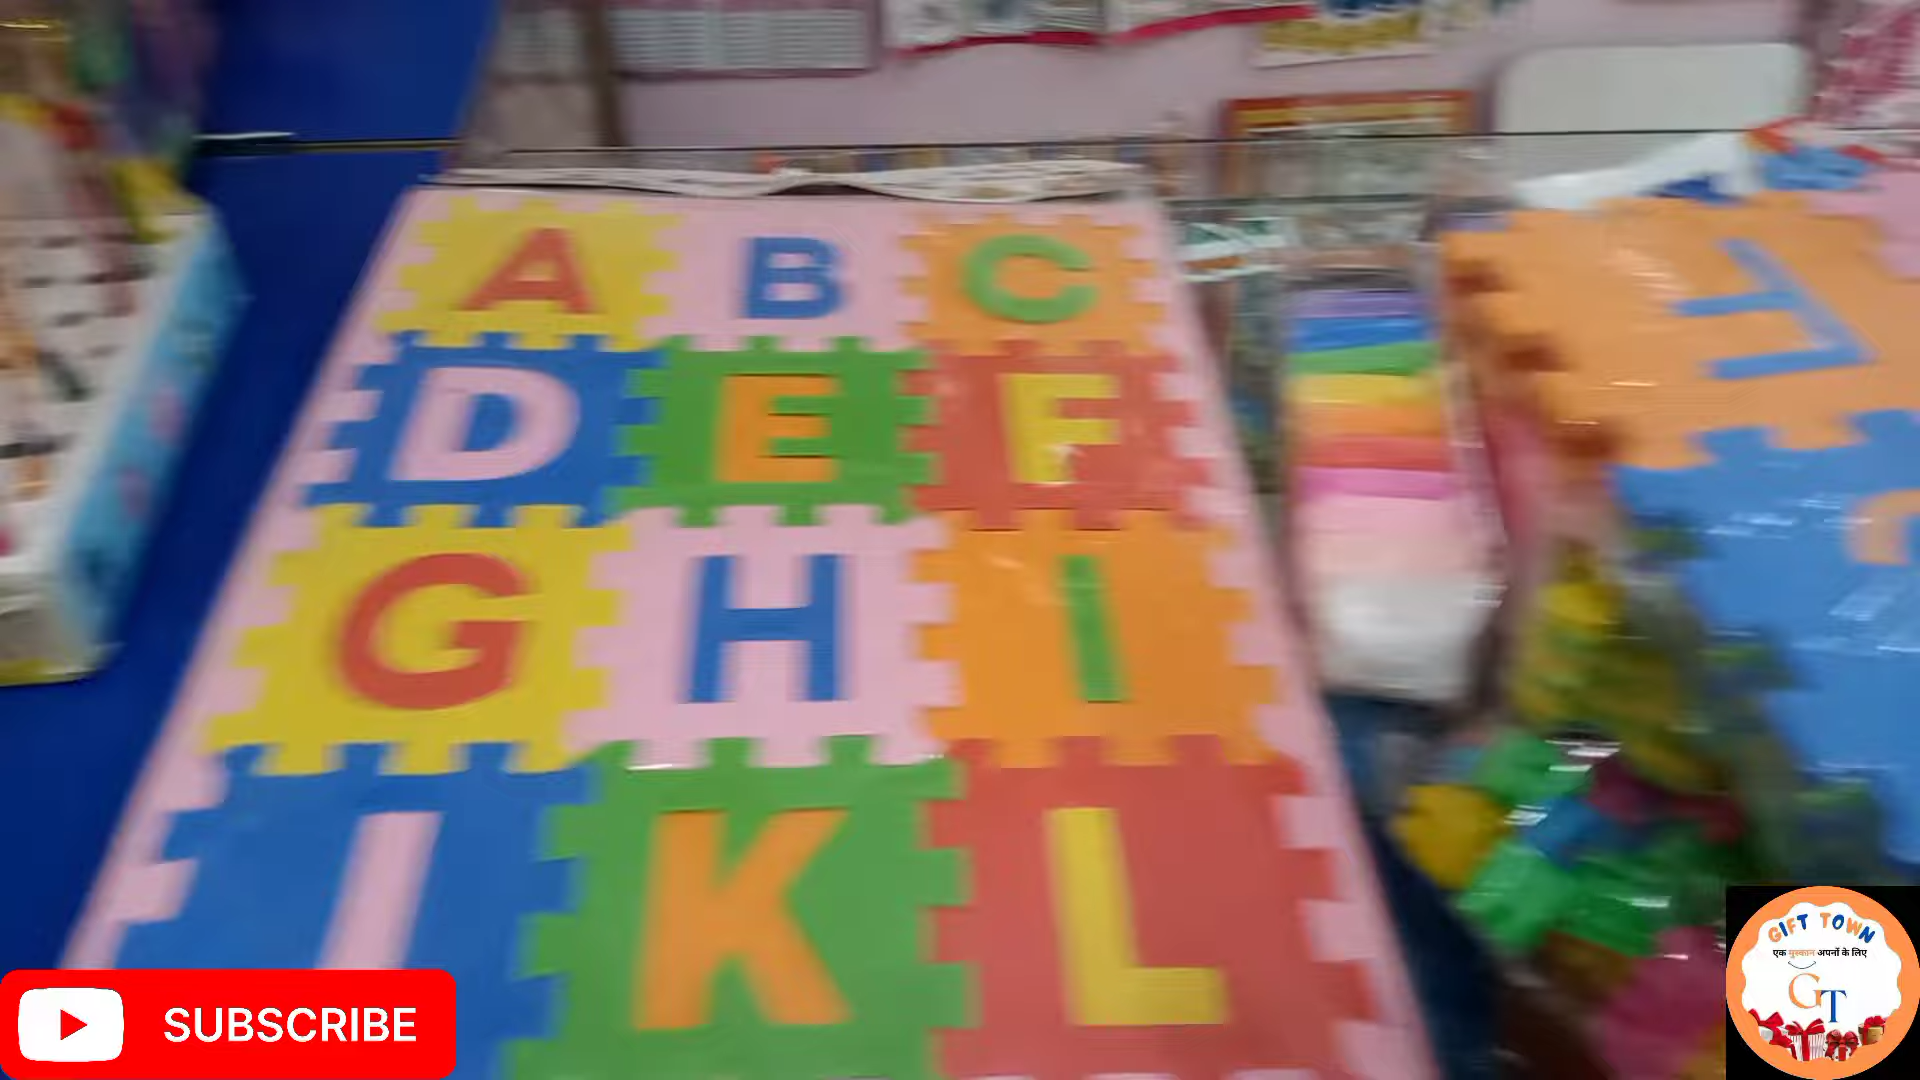 A B C
D E F
G H I
J K L
SUBSCRIBE
GIFT TOWN
एक मुस्कान अपनों के लिए
GT